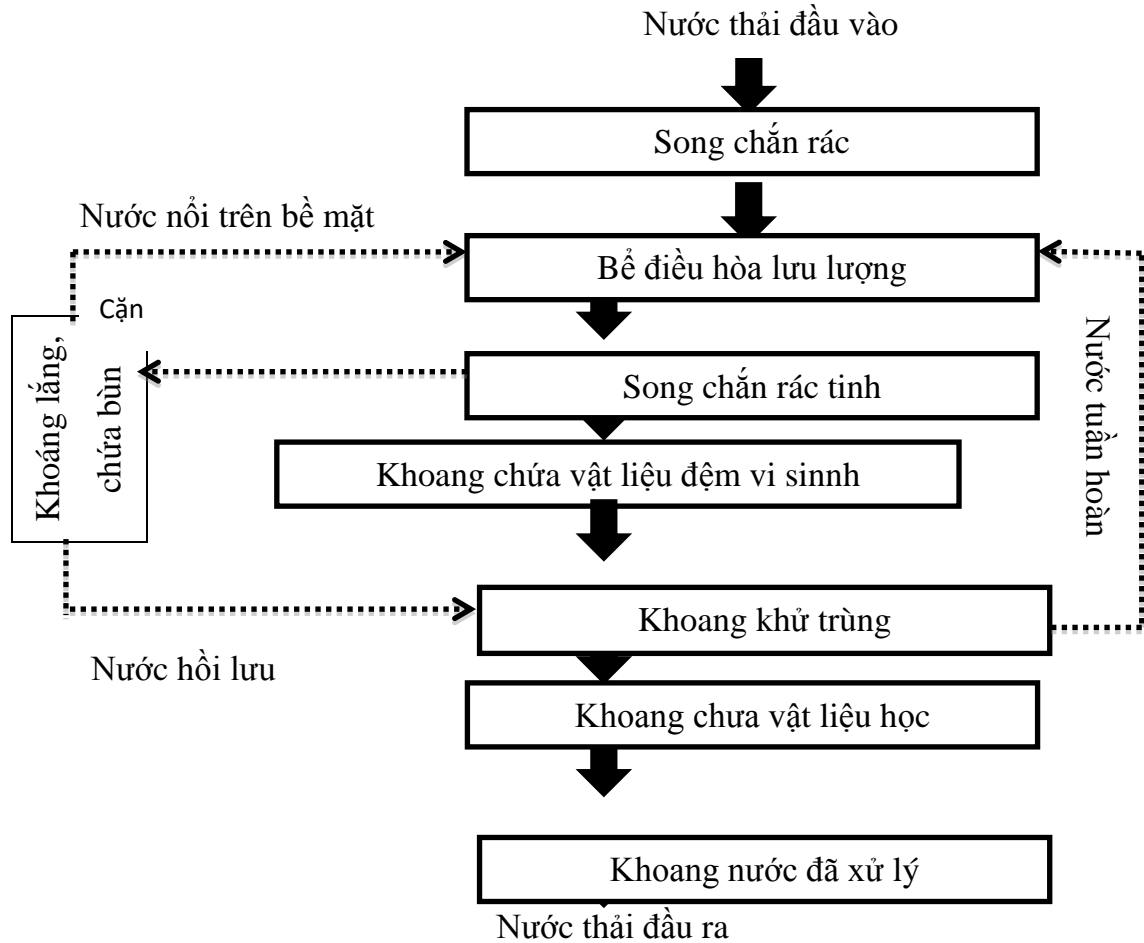 Nước thải đầu vào
Song chắn rác
Nước nổi trên bề mặt
Bể điều hòa lưu lượng
Cặn
Khoáng lắng,
chứa bùn
Song chắn rác tinh
Nước tuần hoàn
Khoang chứa vật liệu đệm vi sinnh
Khoang khử trùng
Nước hồi lưu
Khoang chưa vật liệu học
Khoang nước đã xử lý
Nước thải đầu ra